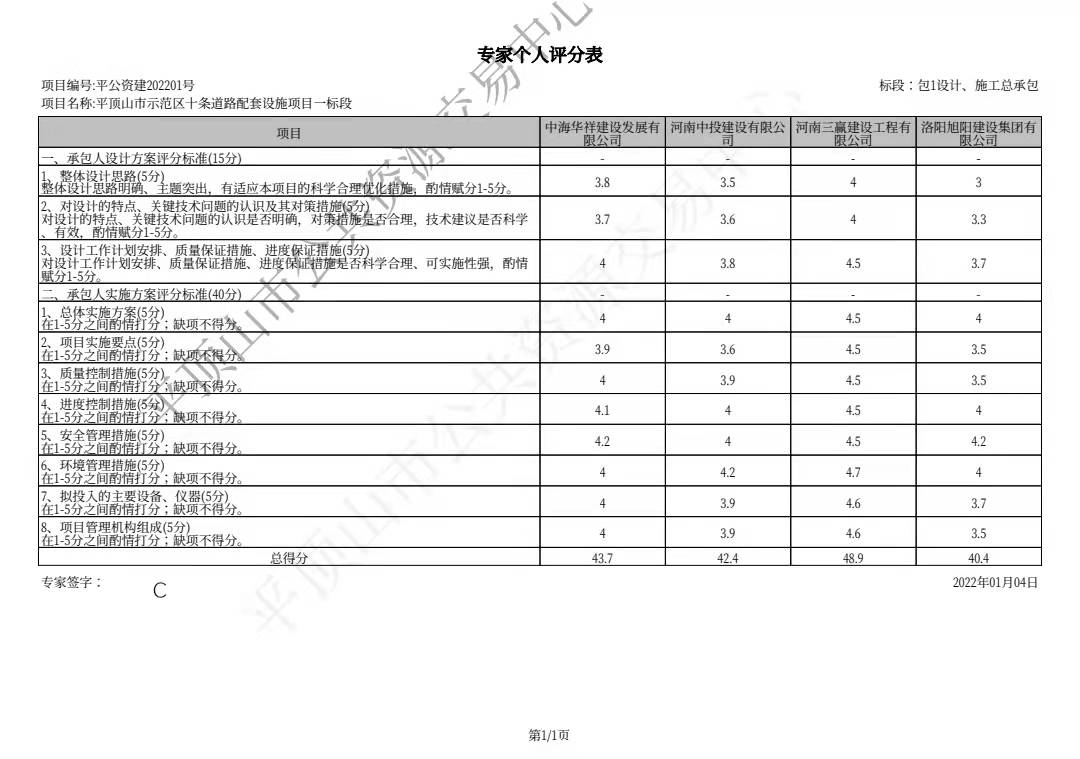 专家个人评分表
项目编号:平公资建202201号
标段：包1设计、施工总承包
项目名称:平顶山市示范区十条道路配套设施项目一标段
项目 中海华祥建设发展有 河南中投建设有限公 河南三赢建设工程有 洛阳旭阳建设集团有
限公司 司 限公司 限公司
一、承包人设计方案评分标准(15分) - - - -
1、整体设计思路(5分)
整体设计思路明确、主题突出，有适应本项目的科学合理优化措施，酌情赋分1-5分。 3.8 3.5 4 3
2、对设计的特点、关键技术问题的认识及其对策措施(5分)
对设计的特点、关键技术问题的认识是否明确，对策措施是否合理，技术建议是否科学 3.7 3.6 4 3.3
、有效，酌情赋分1-5分。
3、设计工作计划安排、质量保证措施、进度保证措施(5分)
对设计工作计划安排、质量保证措施、进度保证措施是否科学合理、可实施性强，酌情 4 3.8 4.5 3.7
赋分1-5分。
二、承包人实施方案评分标准(40分) - - - -
1、总体实施方案(5分)
在1-5分之间酌情打分；缺项不得分。 4 4 4.5 4
2、项目实施要点(5分)
在1-5分之间酌情打分；缺项不得分。 3.9 3.6 4.5 3.5
3、质量控制措施(5分)
在1-5分之间酌情打分；缺项不得分。 4 3.9 4.5 3.5
4、进度控制措施(5分)
在1-5分之间酌情打分；缺项不得分。 4.1 4 4.5 4
5、安全管理措施(5分)
在1-5分之间酌情打分；缺项不得分。 4.2 4 4.5 4.2
6、环境管理措施(5分)
在1-5分之间酌情打分；缺项不得分。 4 4.2 4.7 4
7、拟投入的主要设备、仪器(5分)
在1-5分之间酌情打分；缺项不得分。 4 3.9 4.6 3.7
8、项目管理机构组成(5分)
在1-5分之间酌情打分；缺项不得分。 4 3.9 4.6 3.5
总得分 43.7 42.4 48.9 40.4
专家签字：
C
2022年01月04日
第1/1页
平顶山市公共资源交易中心
平顶山市公共资源交易中心